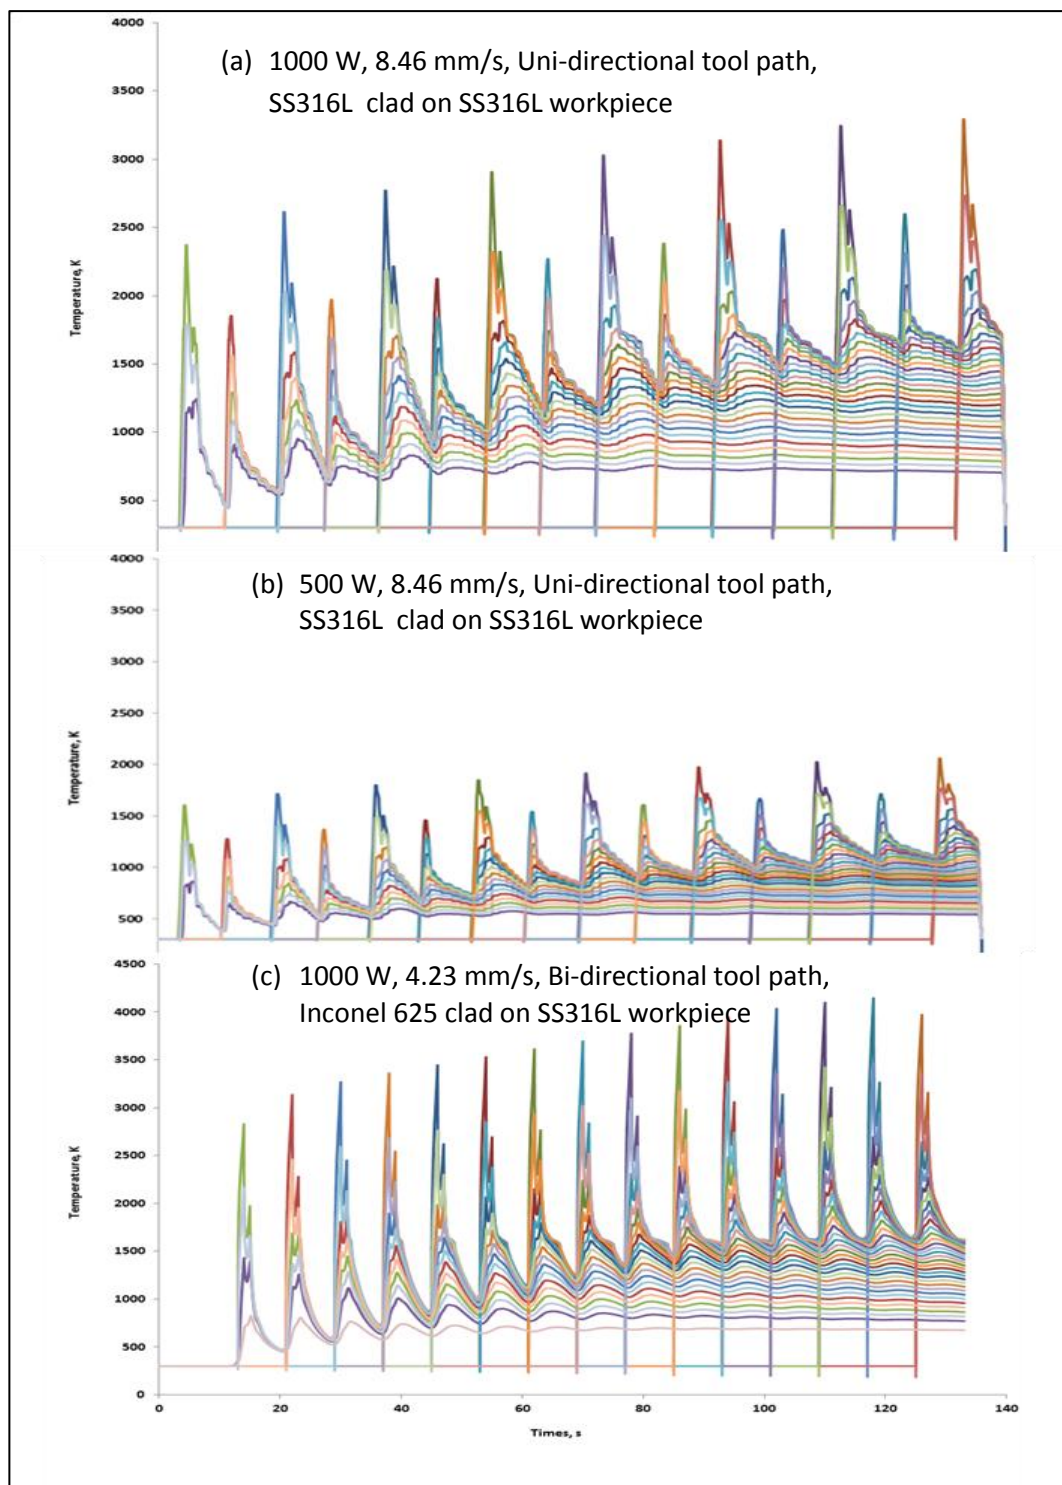 4000
(a) 1000 W, 8.46 mm/s, Uni-directional tool path,
SS316L clad on SS316L workpiece
3500
3000
2500
Temperature, K
2000
1500
1000
500
4000
(b) 500 W, 8.46 mm/s, Uni-directional tool path,
SS316L clad on SS316L workpiece
3500
3000
2500
Temperature, K
2000
1500
1000
500
4500
(c) 1000 W, 4.23 mm/s, Bi-directional tool path,
Inconel 625 clad on SS316L workpiece
4000
3500
3000
2500
Temperature, K
2000
1500
1000
500
0
0 20 40 60 80 100 120 140
Times, s